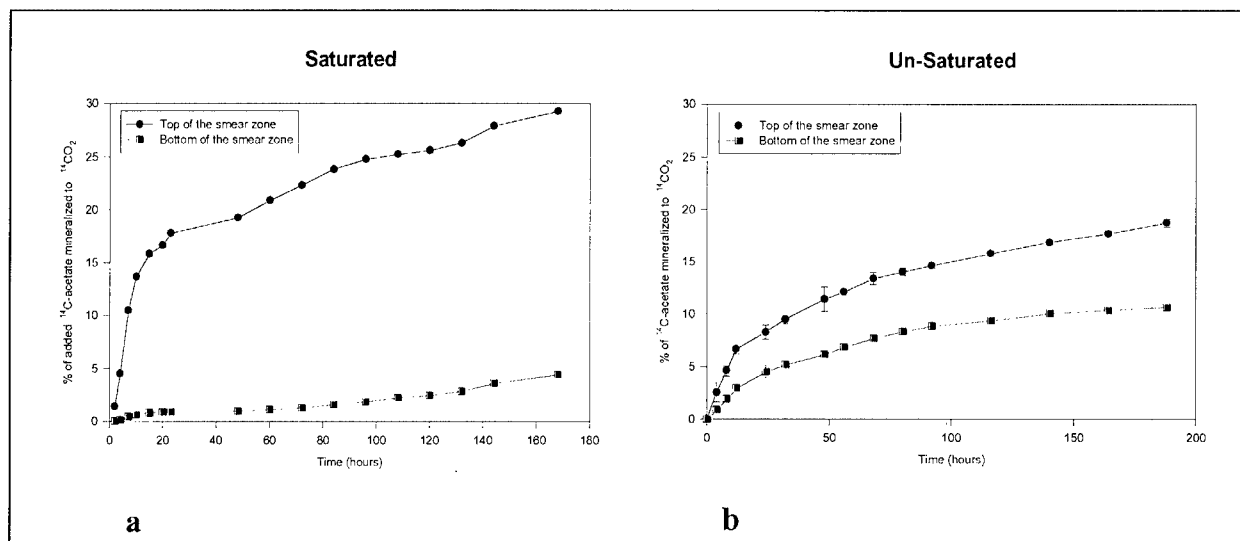 Saturated
Top of the smear zone
Bottom of the smear zone
% of added ¹⁴C-acetate mineralized to ¹⁴CO₂
30
25
20
15
10
5
0
0 20 40 60 80 100 120 140 160 180
Time (hours)
a
Un-Saturated
Top of the smear zone
Bottom of the smear zone
% of ¹⁴C-acetate mineralized to ¹⁴CO₂
30
25
20
15
10
5
0
0 50 100 150 200
Time (hours)
b